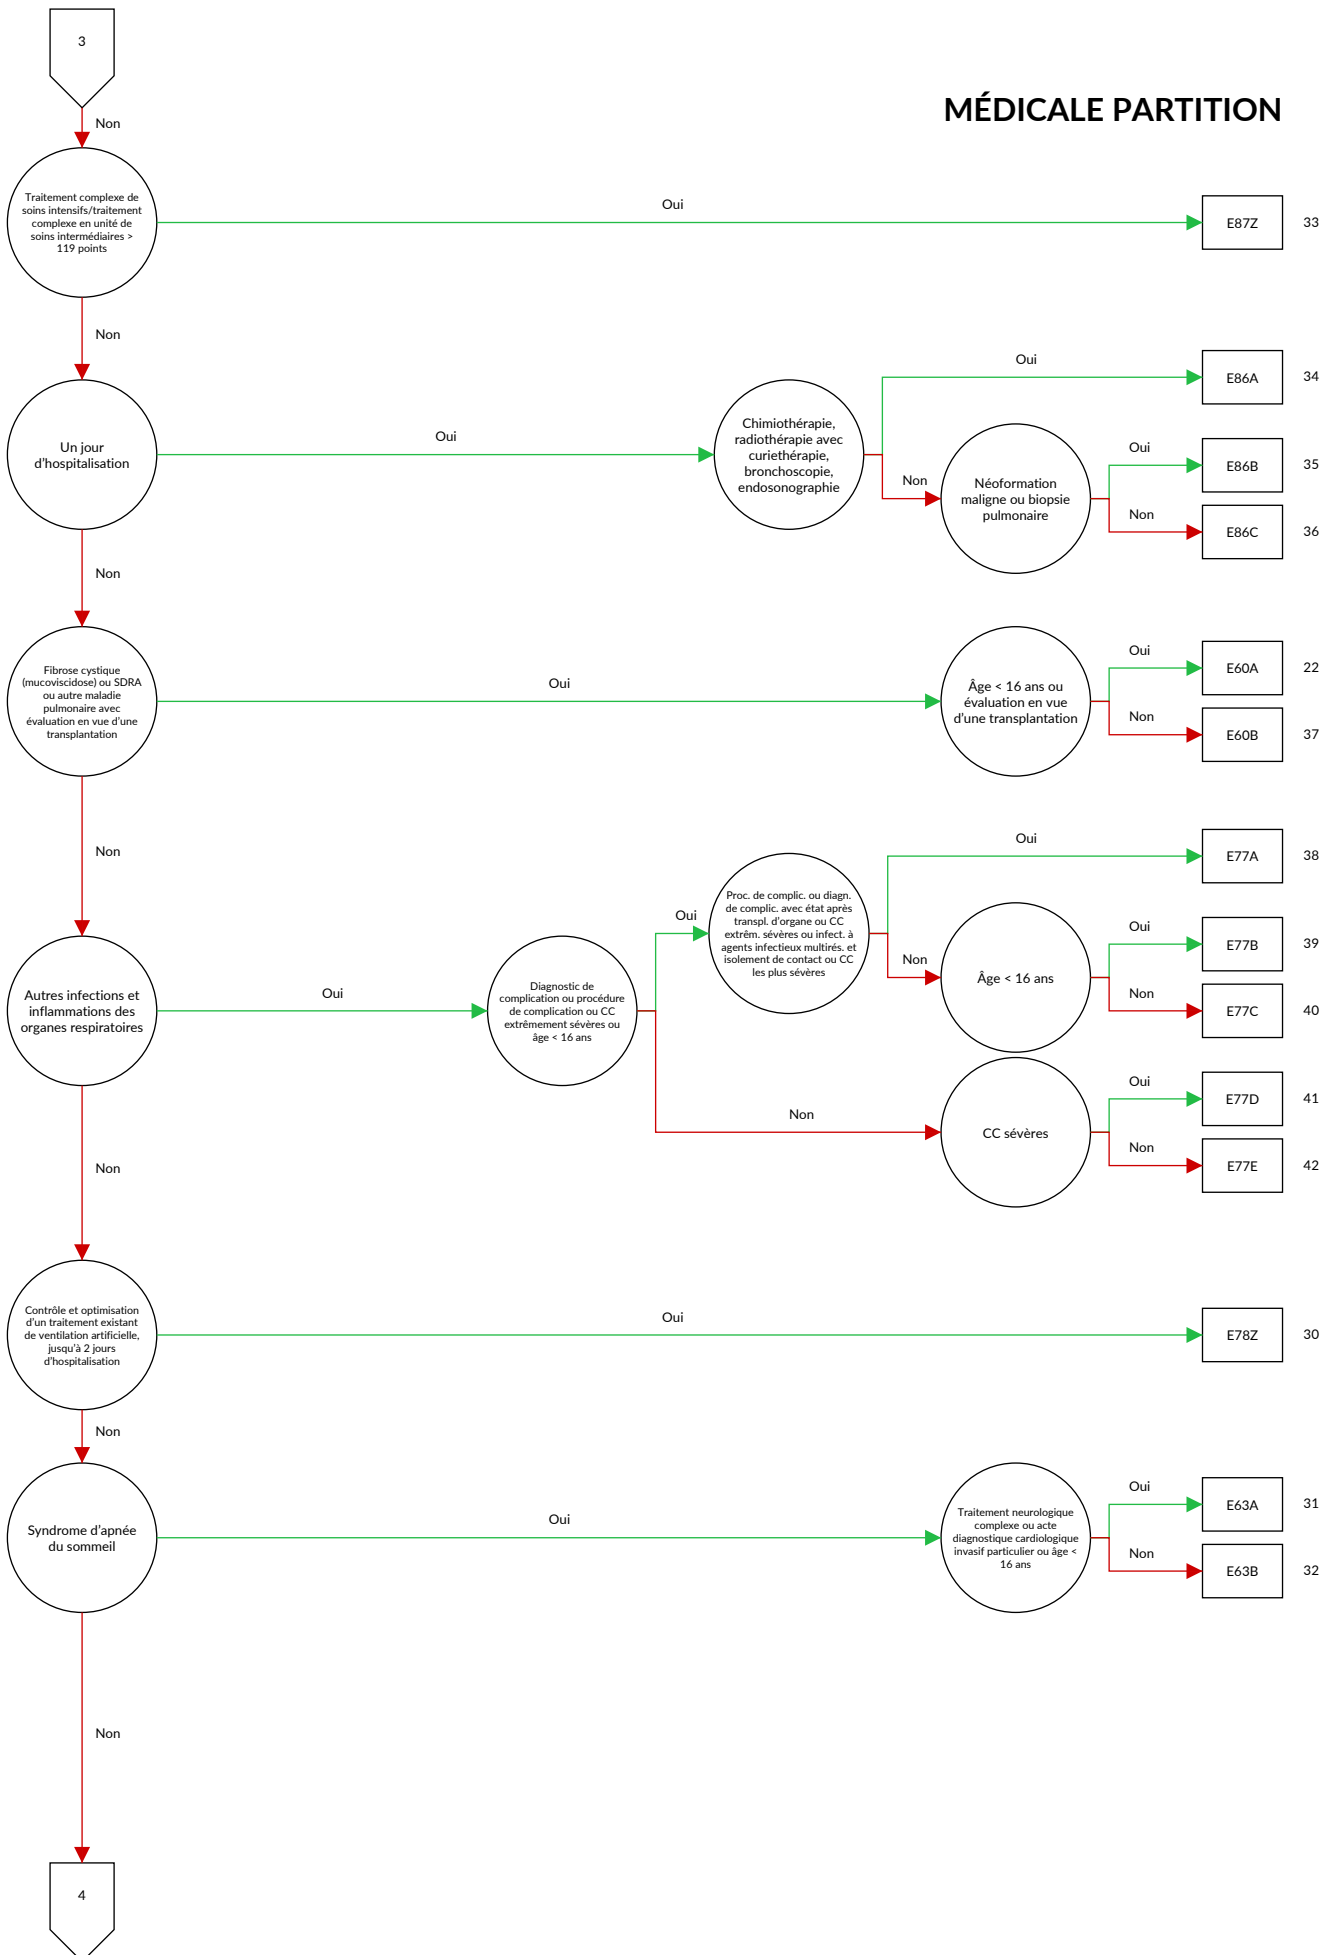 3
MÉDICALE PARTITION
Non
Traitement complexe de
soins intensifs/traitement
complexe en unité de
soins intermédiaires >
119 points
Oui
E87Z
33
Non
Un jour
d'hospitalisation
Oui
Chimiothérapie,
radiothérapie avec
curiethérapie,
bronchoscopie,
endosonographie
Oui
E86A
34
Non
Néoformation
maligne ou biopsie
pulmonaire
Oui
E86B
35
Non
E86C
36
Non
Fibrose cystique
(mucoviscidose) ou SDRA
ou autre maladie
pulmonaire avec
évaluation en vue d'une
transplantation
Oui
Âge < 16 ans ou
évaluation en vue
d'une transplantation
Oui
E60A
22
Non
E60B
37
Non
Autres infections et
inflammations des
organes respiratoires
Oui
Diagnostic de
complication ou procédure
de complication ou CC
extrêmement sévères ou
âge < 16 ans
Oui
Proc. de complic. ou diagn.
de complic. avec état après
transpl. d'organe ou CC
extrêm. sévères ou infect. à
agents infectieux multirés. et
isolement de contact ou CC
les plus sévères
Oui
E77A
38
Non
Âge < 16 ans
Oui
E77B
39
Non
E77C
40
Non
CC sévères
Oui
E77D
41
Non
E77E
42
Non
Contrôle et optimisation
d'un traitement existant
de ventilation artificielle,
jusqu'à 2 jours
d'hospitalisation
Oui
E78Z
30
Non
Syndrome d'apnée
du sommeil
Oui
Traitement neurologique
complexe ou acte
diagnostique cardiologique
invasif particulier ou âge <
16 ans
Oui
E63A
31
Non
E63B
32
Non
4